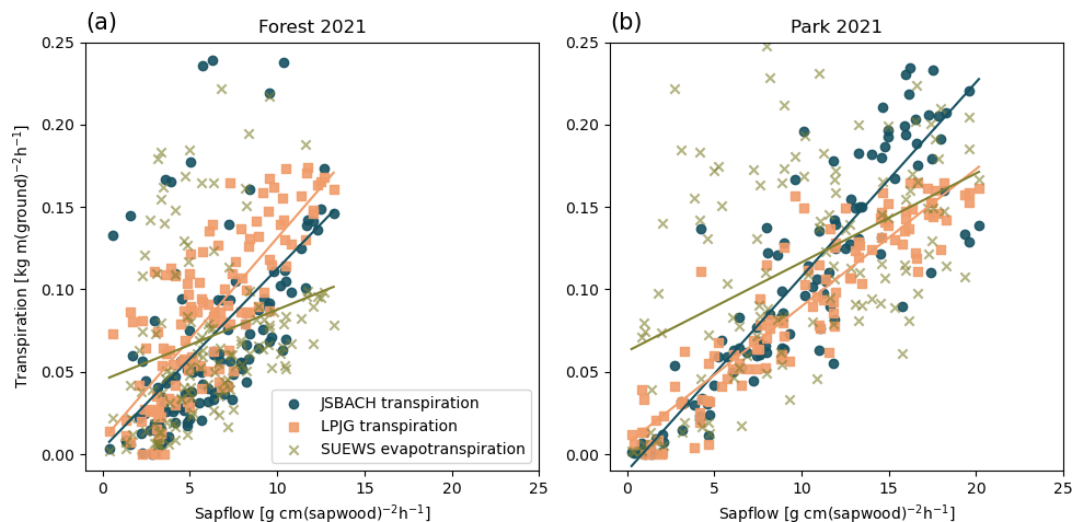 (a)
Forest 2021
0.25
0.20
0.15
0.10
0.05
0.00
Transpiration [kg m(ground)⁻²h⁻¹]
0 5 10 15 20 25
Sapflow [g cm(sapwood)⁻²h⁻¹]
JSBACH transpiration
LPJG transpiration
SUEWS evapotranspiration
(b)
Park 2021
0.25
0.20
0.15
0.10
0.05
0.00
0 5 10 15 20 25
Sapflow [g cm(sapwood)⁻²h⁻¹]